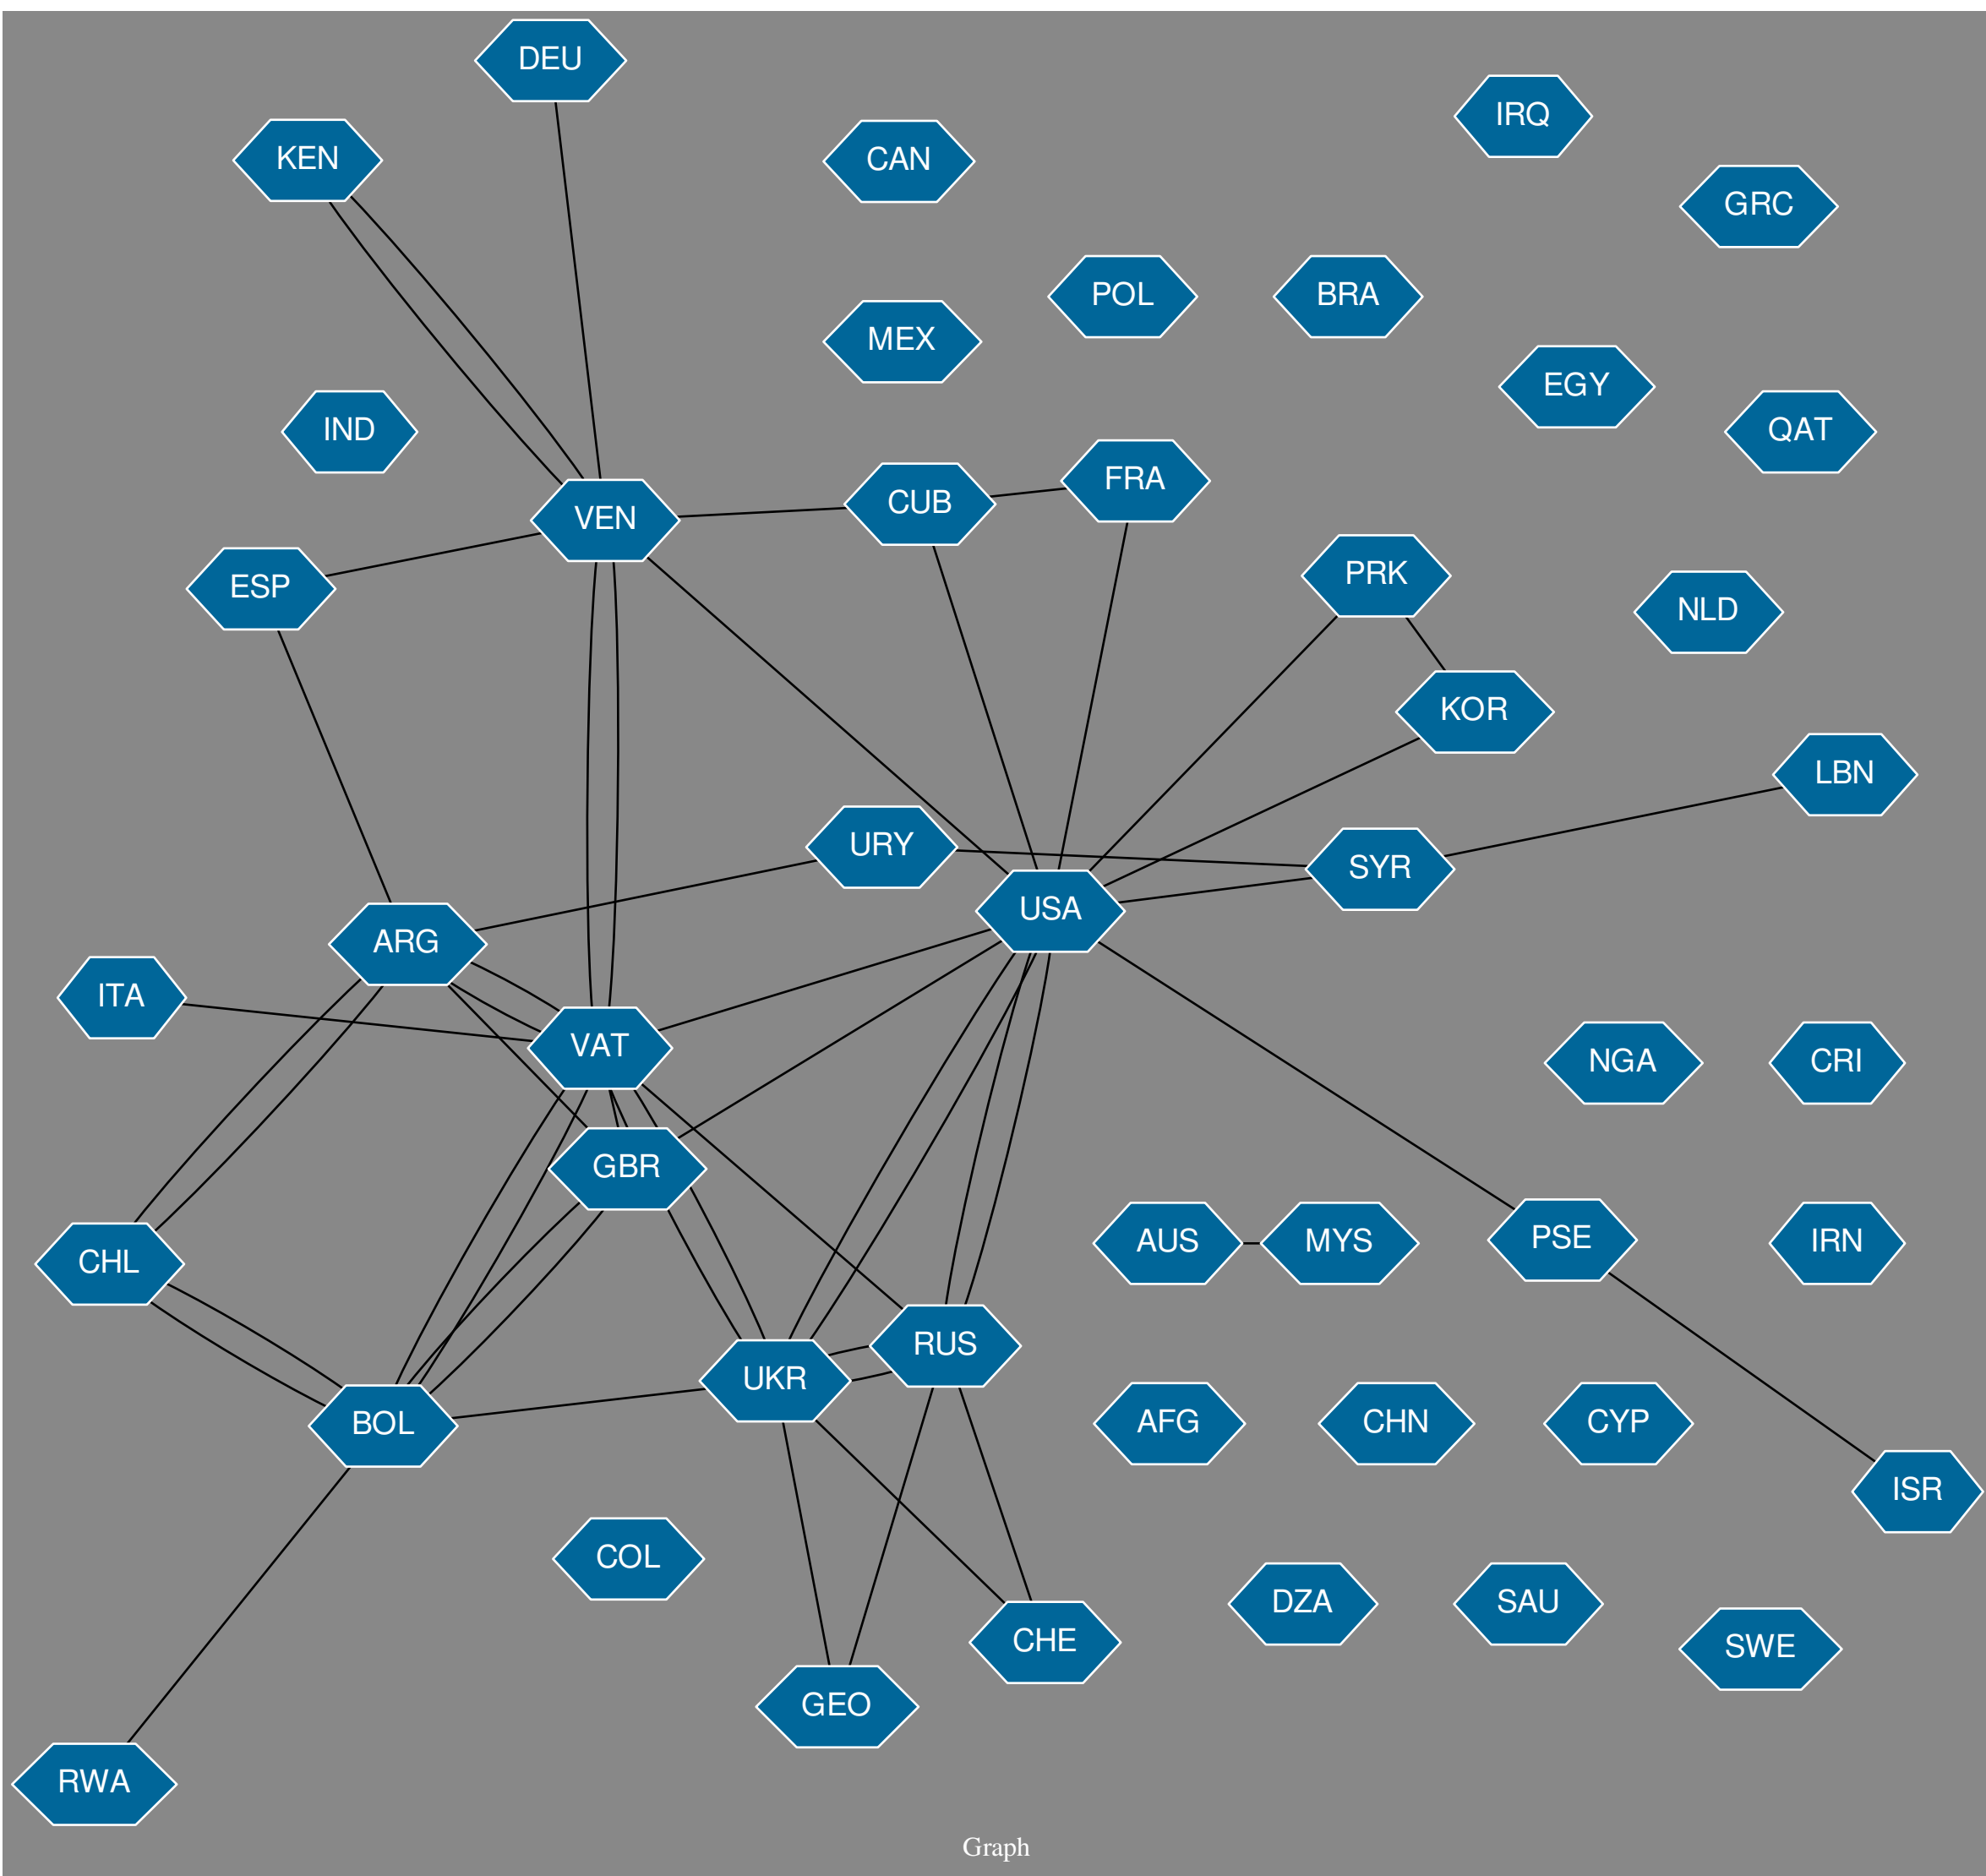 DEU
KEN
CAN
IRQ
GRC
POL
BRA
MEX
EGY
IND
QAT
VEN
CUB
FRA
ESP
PRK
NLD
KOR
LBN
URY
SYR
USA
ARG
ITA
VAT
NGA
CRI
GBR
CHL
AUS
MYS
PSE
IRN
RUS
UKR
BOL
AFG
CHN
CYP
ISR
COL
DZA
SAU
CHE
SWE
GEO
RWA
Graph